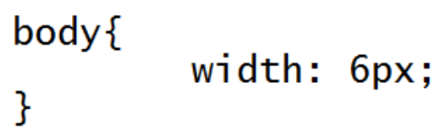 body{
        width: 6px;
}